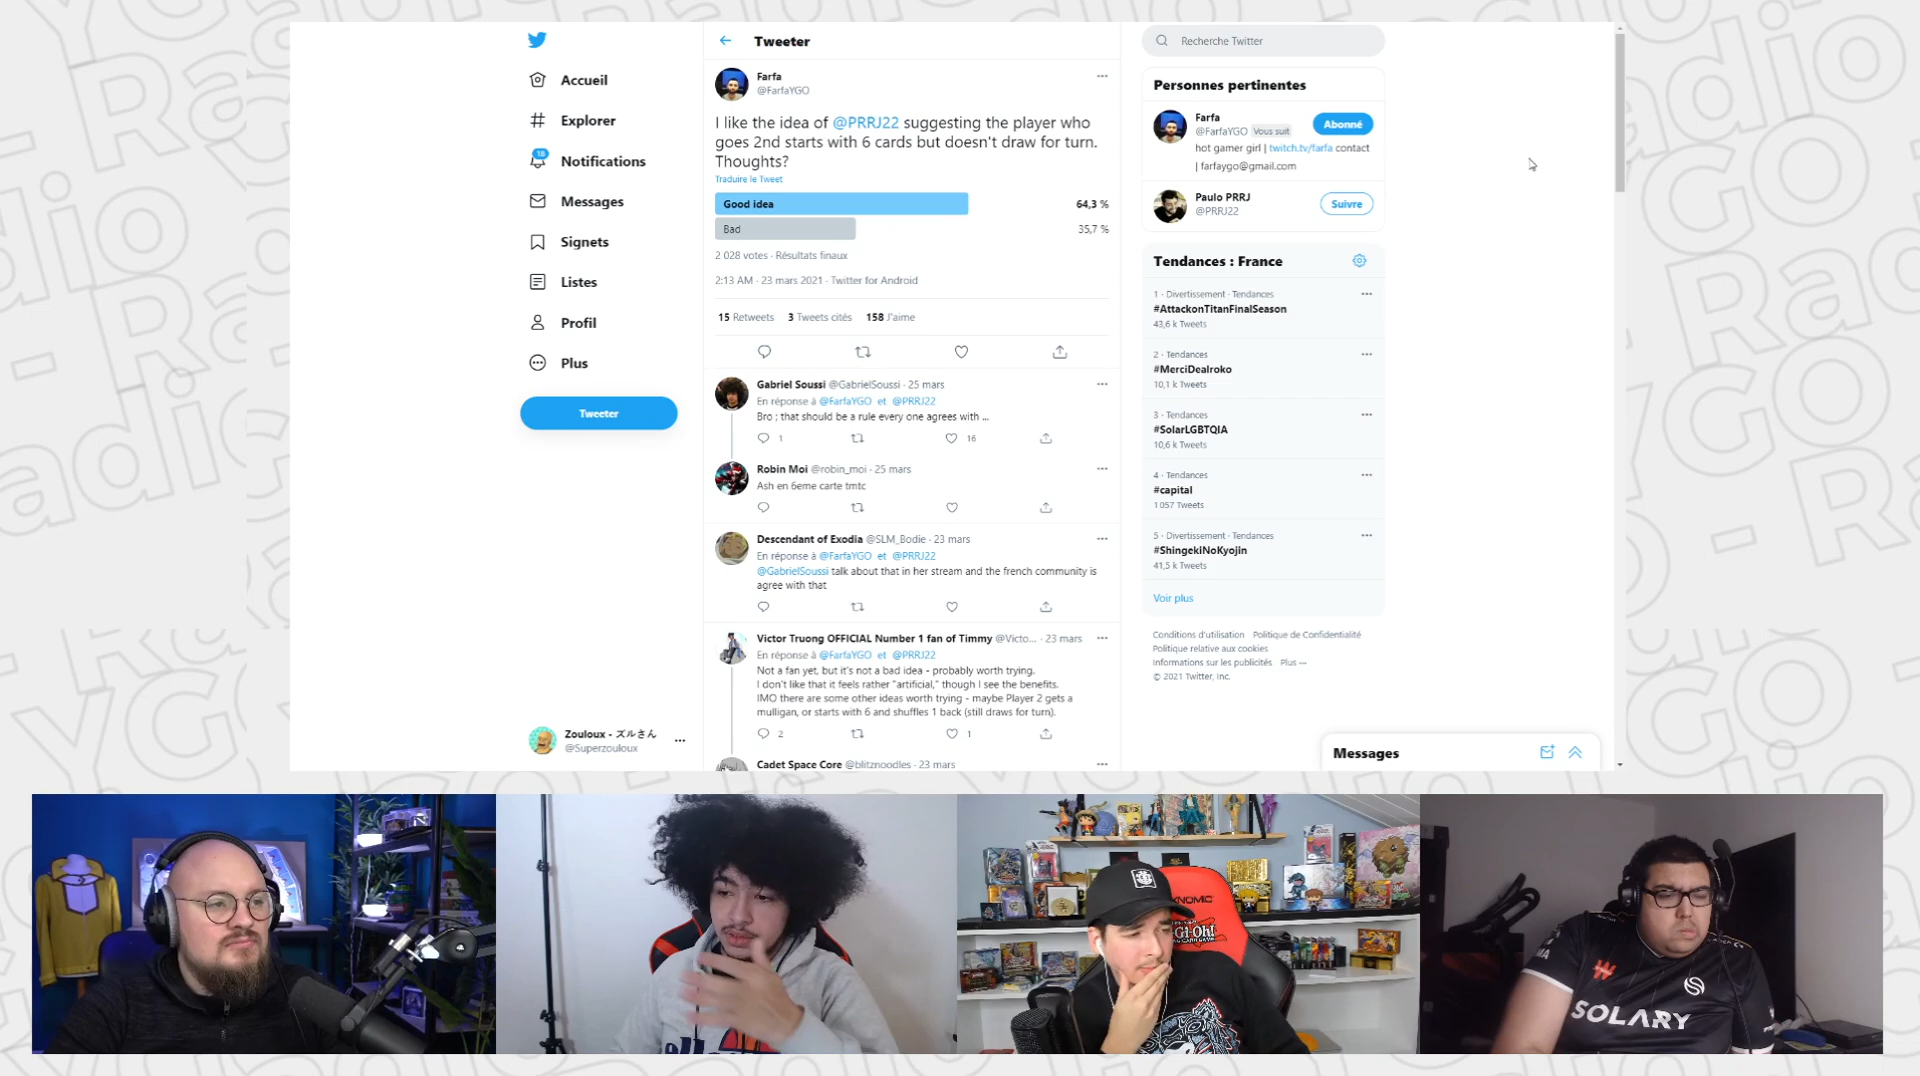 Accueil
Explorer
18
Notifications
Messages
Signets
Listes
Profil
Plus
Tweeter
Zouloux - ズルさん
@Superzouloux
Tweeter
Farfa
@FarfaYGO
I like the idea of @PRRJ22 suggesting the player who
goes 2nd starts with 6 cards but doesn't draw for turn.
Thoughts?
Traduire le Tweet
Good idea 64,3 %
Bad 35,7 %
2 028 votes · Résultats finaux
2:13 AM · 23 mars 2021 · Twitter for Android
15 Retweets 3 Tweets cités 158 J'aime
Gabriel Soussi @GabrielSoussi · 25 mars
En réponse à @FarfaYGO et @PRRJ22
Bro ; that should be a rule every one agrees with ...
1 16
Robin Moi @robin_moi · 25 mars
Ash en 6eme carte tmtc
Descendant of Exodia @SLM_Bodie · 23 mars
En réponse à @FarfaYGO et @PRRJ22
@GabrielSoussi talk about that in her stream and the french community is
agree with that
Victor Truong OFFICIAL Number 1 fan of Timmy @Victo... · 23 mars
En réponse à @FarfaYGO et @PRRJ22
Not a fan yet, but it's not a bad idea - probably worth trying.
I don't like that it feels rather "artificial," though I see the benefits.
IMO there are some other ideas worth trying - maybe Player 2 gets a
mulligan, or starts with 6 and shuffles 1 back (still draws for turn).
2 1
Cadet Space Core @blitznoodles · 23 mars
Recherche Twitter
Personnes pertinentes
Farfa
@FarfaYGO Vous suit
Abonné
hot gamer girl | twitch.tv/farfa contact
| farfaygo@gmail.com
Paulo PRRJ
@PRRJ22
Suivre
Tendances : France
1 · Divertissement · Tendances
#AttackonTitanFinalSeason
43,6 k Tweets
2 · Tendances
#MerciDealroko
10,1 k Tweets
3 · Tendances
#SolarLGBTQIA
10,6 k Tweets
4 · Tendances
#capital
1 057 Tweets
5 · Divertissement · Tendances
#ShingekiNoKyojin
41,5 k Tweets
Voir plus
Conditions d'utilisation Politique de Confidentialité
Politique relative aux cookies
Informations sur les publicités Plus ···
© 2021 Twitter, Inc.
Messages
SOLARY